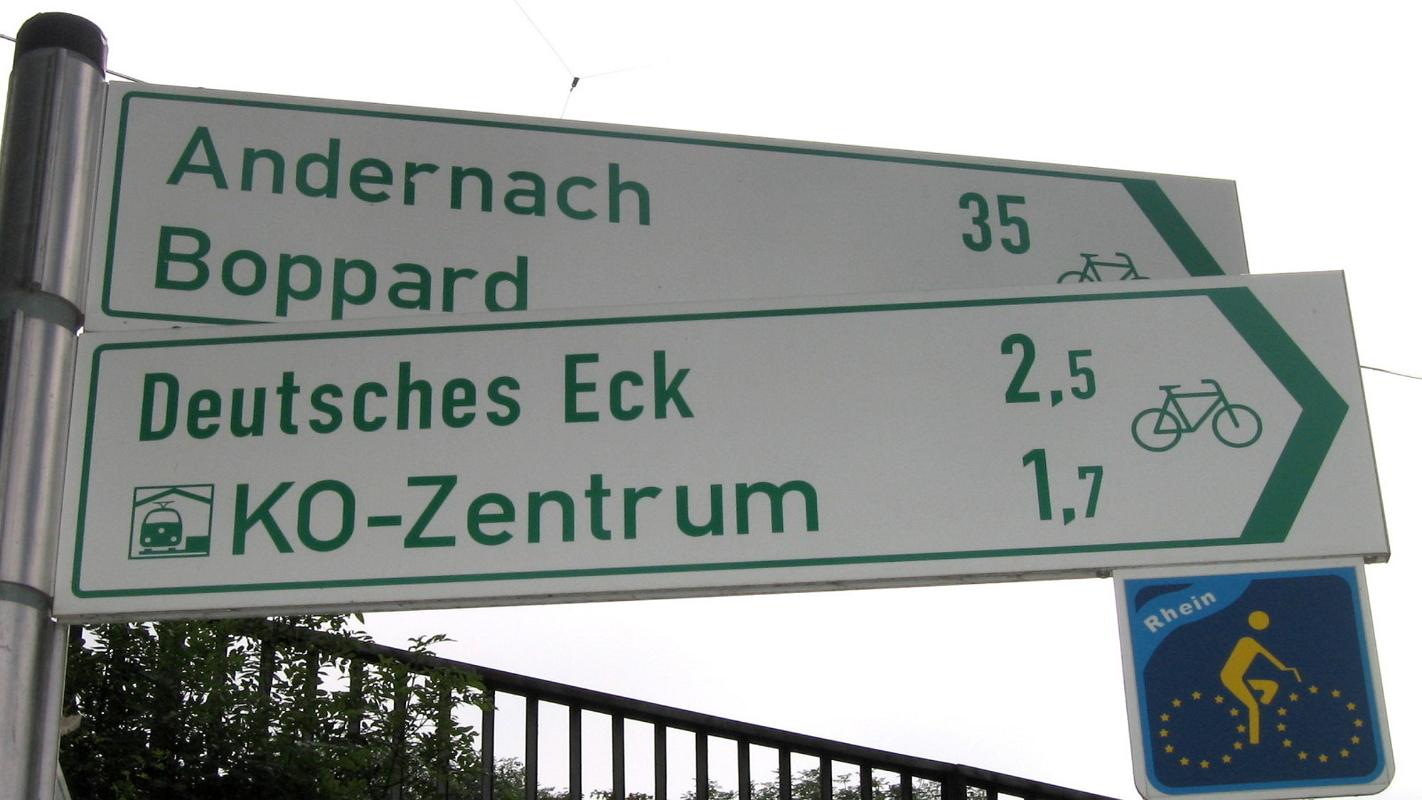 Andernach 35
Boppard
Deutsches Eck 2,5
KO-Zentrum 1,7
Rhein